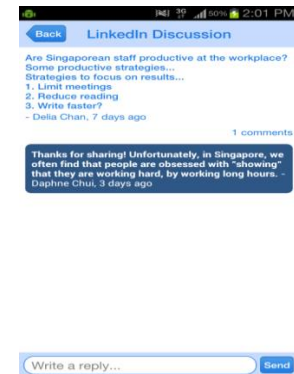 3G 50% 2:01 PM
Back LinkedIn Discussion
Are Singaporean staff productive at the workplace?
Some productive strategies...
Strategies to focus on results...
1. Limit meetings
2. Reduce reading
3. Write faster?
- Delia Chan, 7 days ago
1 comments
Thanks for sharing! Unfortunately, in Singapore, we
often find that people are obsessed with "showing"
that they are working hard, by working long hours. -
Daphne Chui, 3 days ago
Write a reply... Send